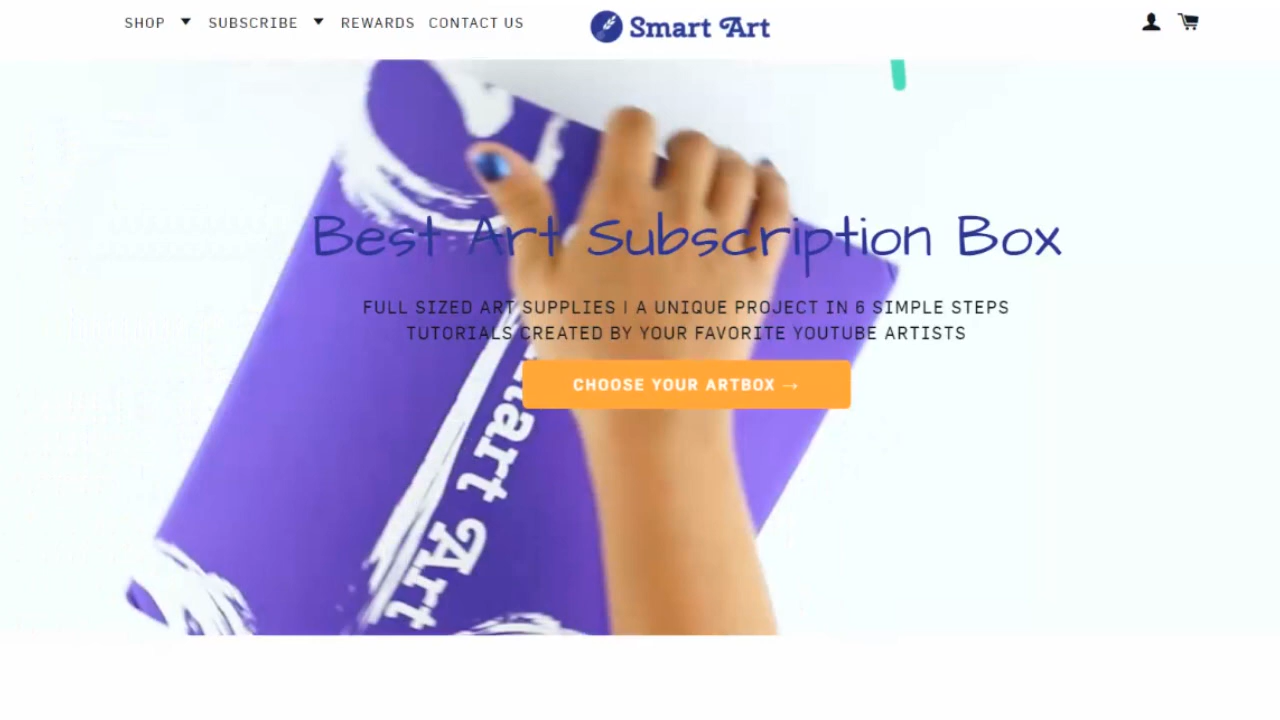 SHOP
SUBSCRIBE
REWARDS
CONTACT US
Smart Art
Best Art Subscription Box
FULL SIZED ART SUPPLIES | A UNIQUE PROJECT IN 6 SIMPLE STEPS
TUTORIALS CREATED BY YOUR FAVORITE YOUTUBE ARTISTS
CHOOSE YOUR ARTBOX →
Smart Art